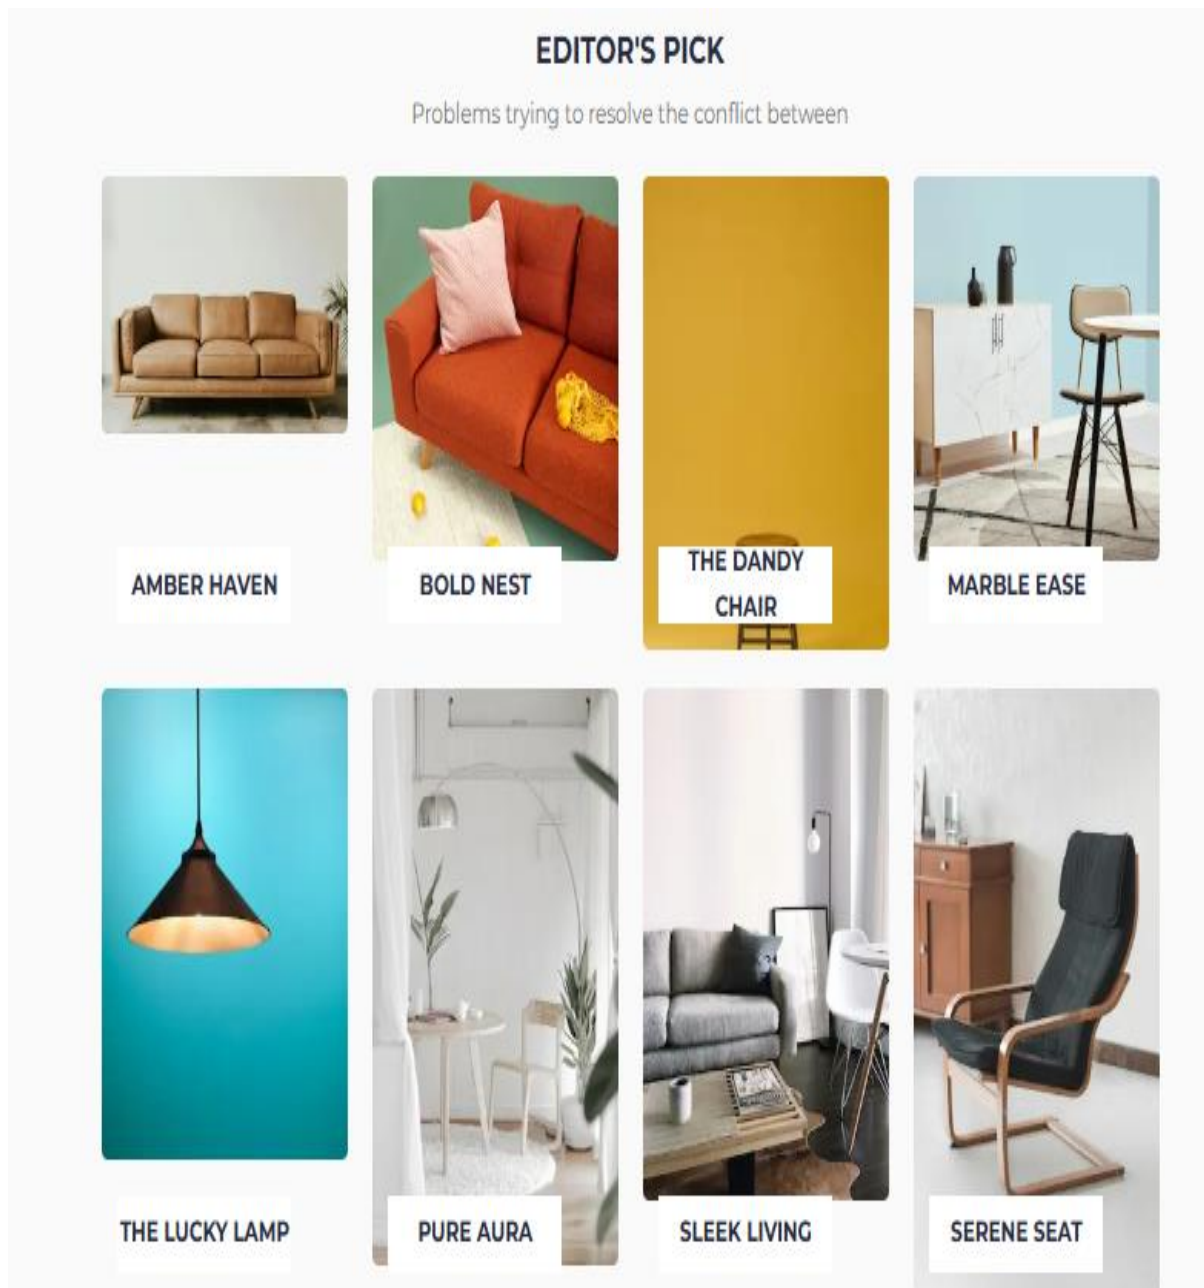 EDITOR'S PICK
Problems trying to resolve the conflict between
AMBER HAVEN
BOLD NEST
THE DANDY
CHAIR
MARBLE EASE
THE LUCKY LAMP
PURE AURA
SLEEK LIVING
SERENE SEAT